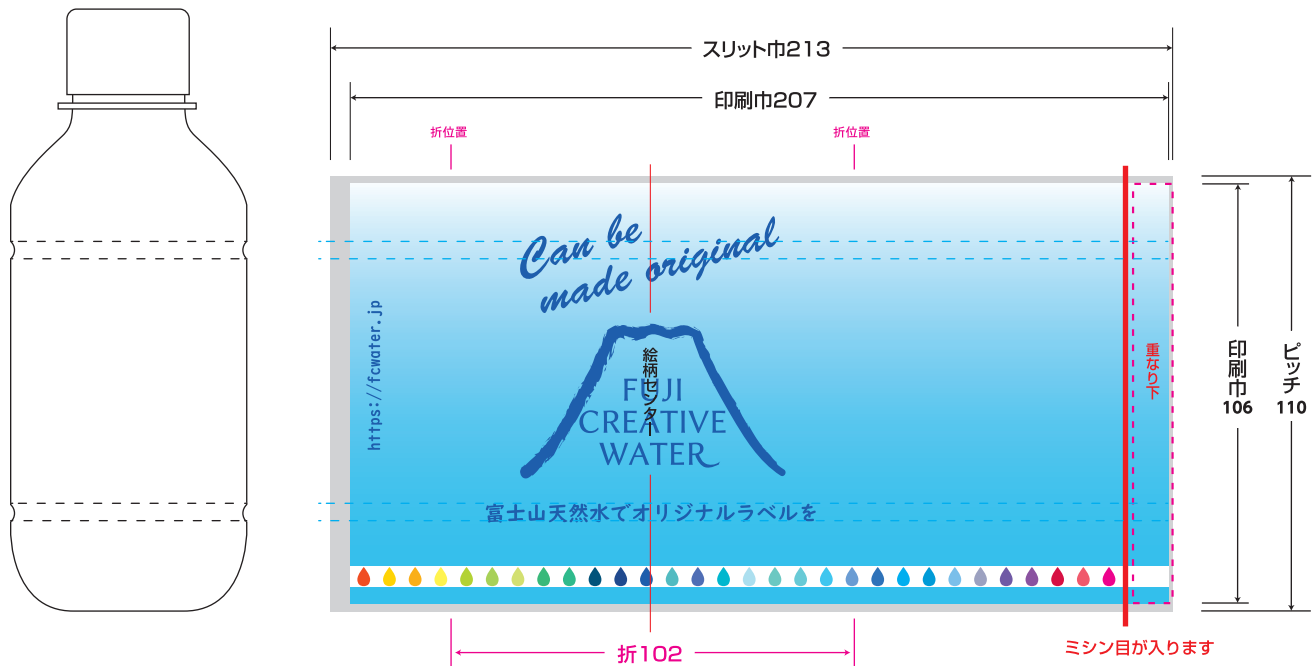 スリット巾213
印刷巾207
折位置
折位置
Can be
made original
https://fcwater.jp
絵柄センター
FUJI
CREATIVE
WATER
富士山天然水でオリジナルラベルを
重なり下
印刷巾
106
ピッチ
110
折102
ミシン目が入ります